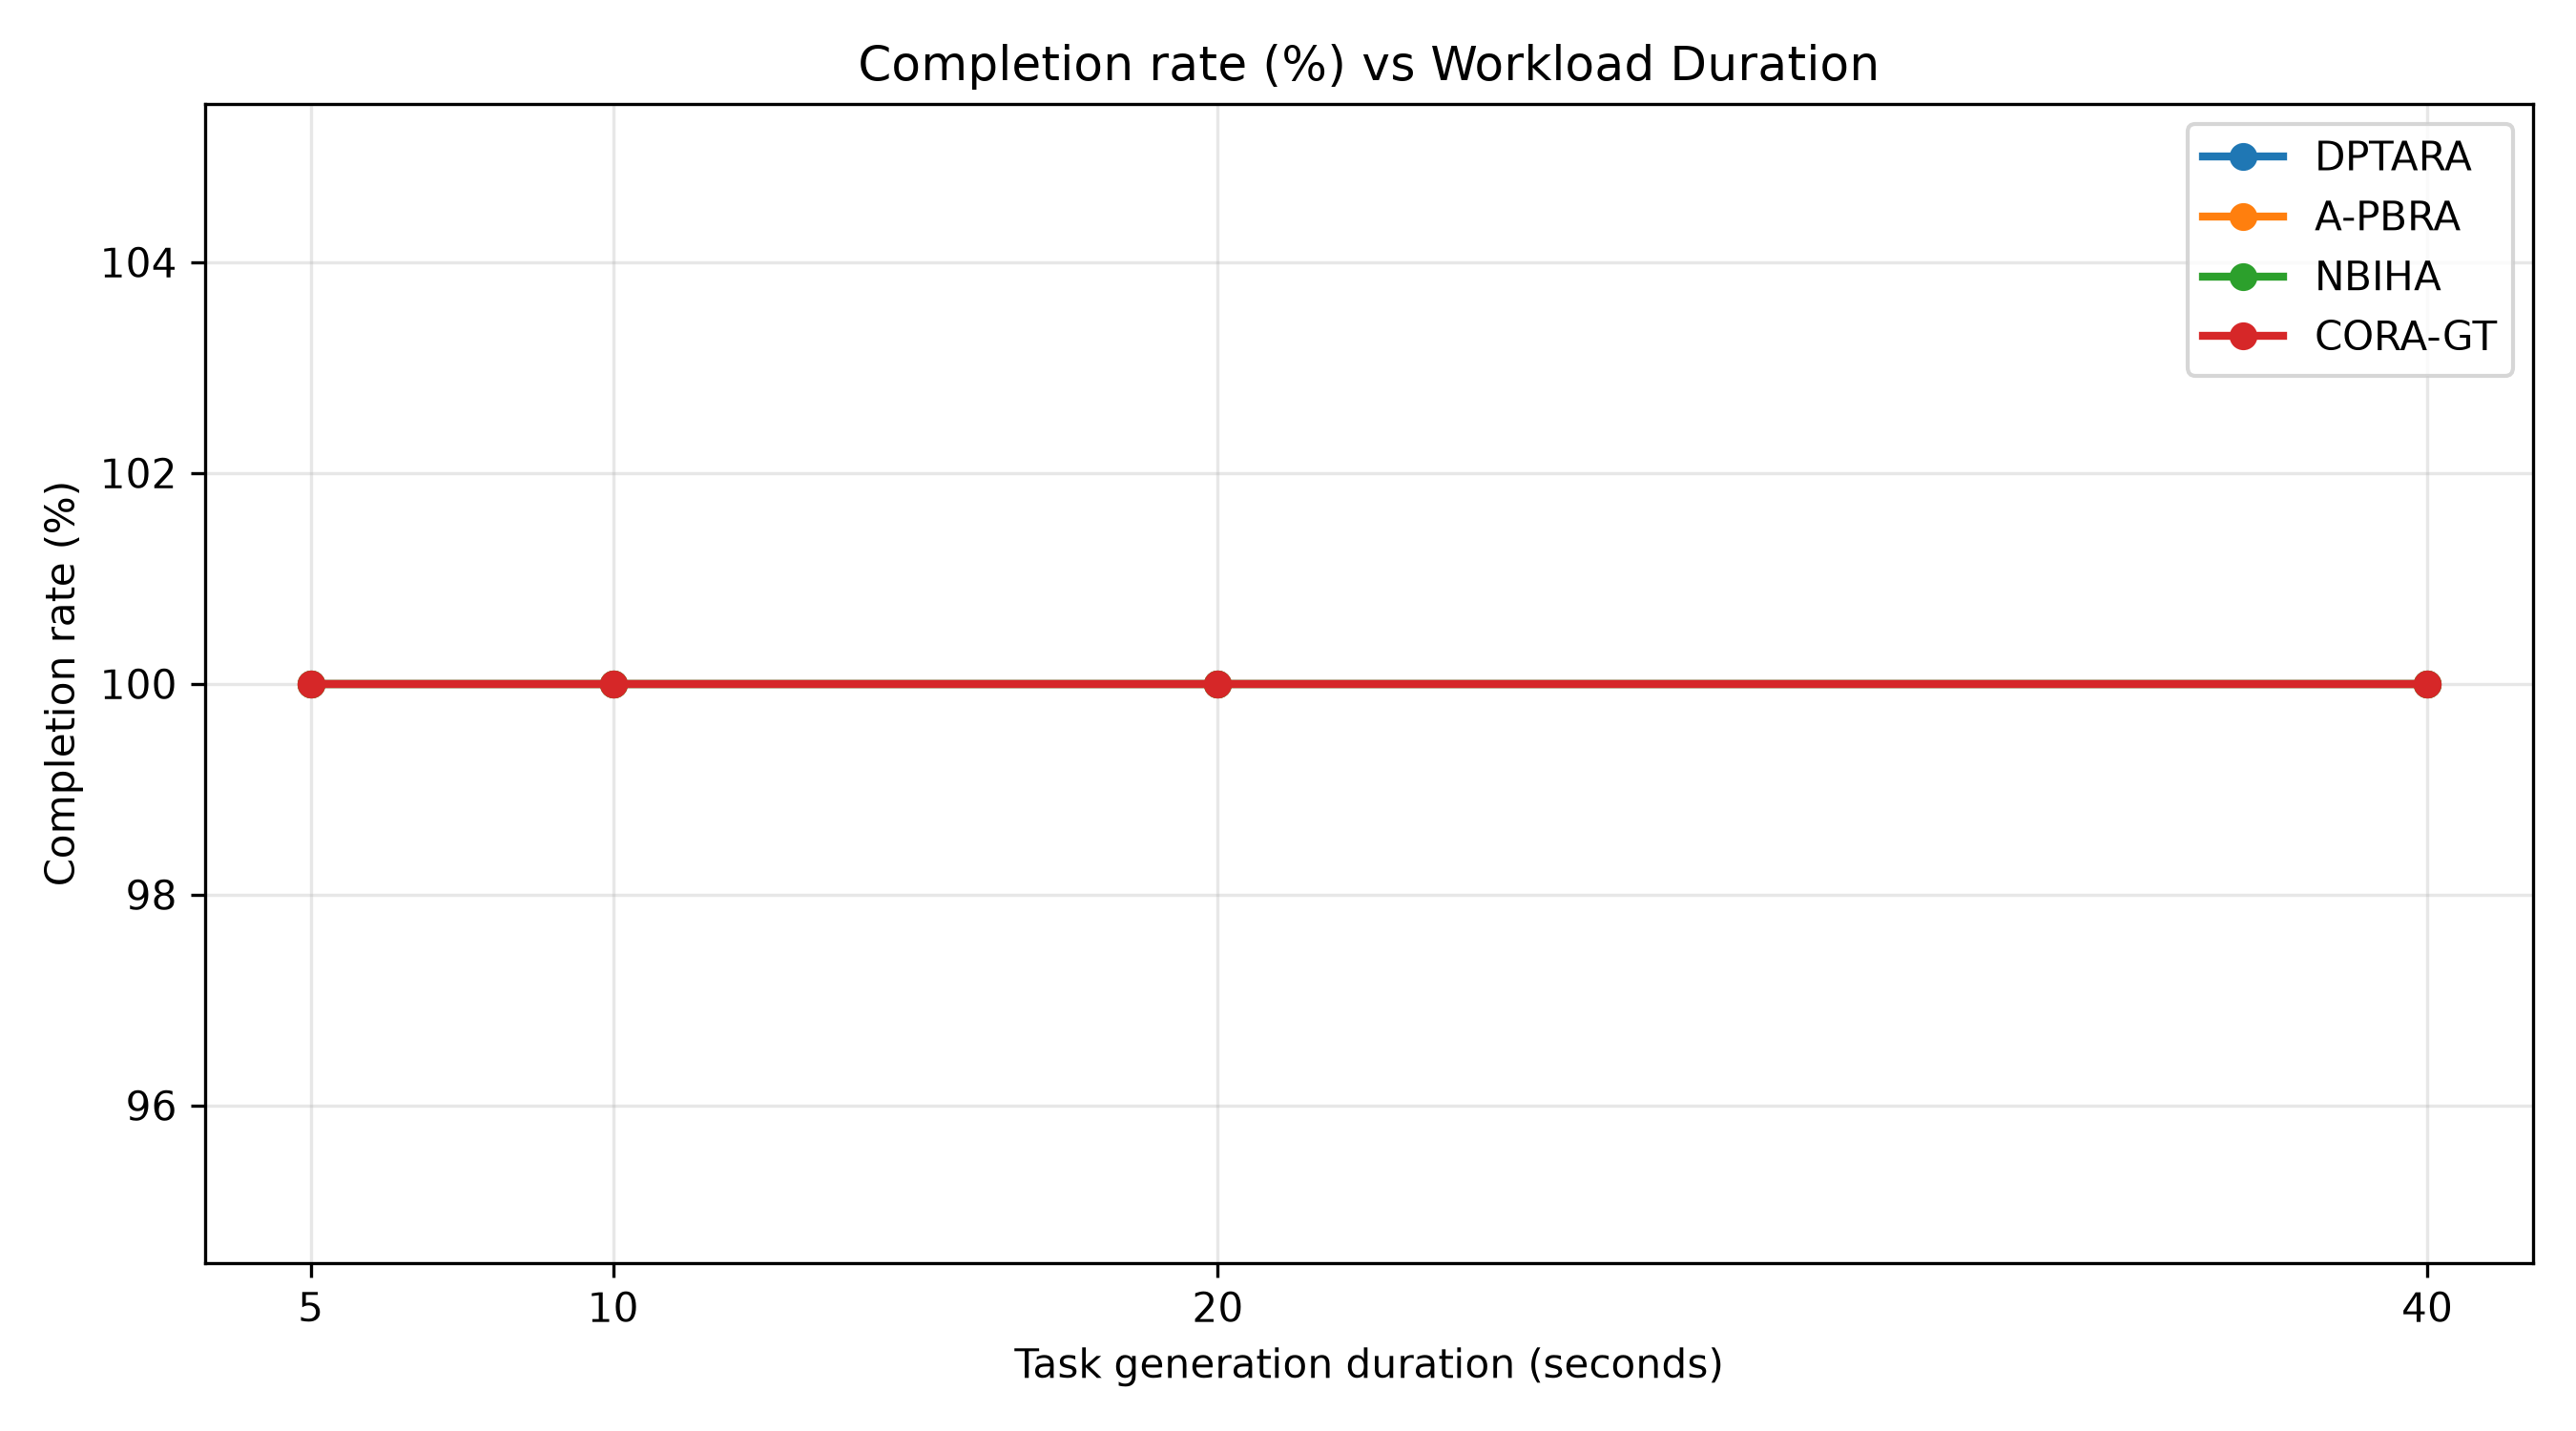 Completion rate (%) vs Workload Duration
DPTARA
A-PBRA
NBIHA
CORA-GT
Completion rate (%)
104
102
100
98
96
5 10 20 40
Task generation duration (seconds)